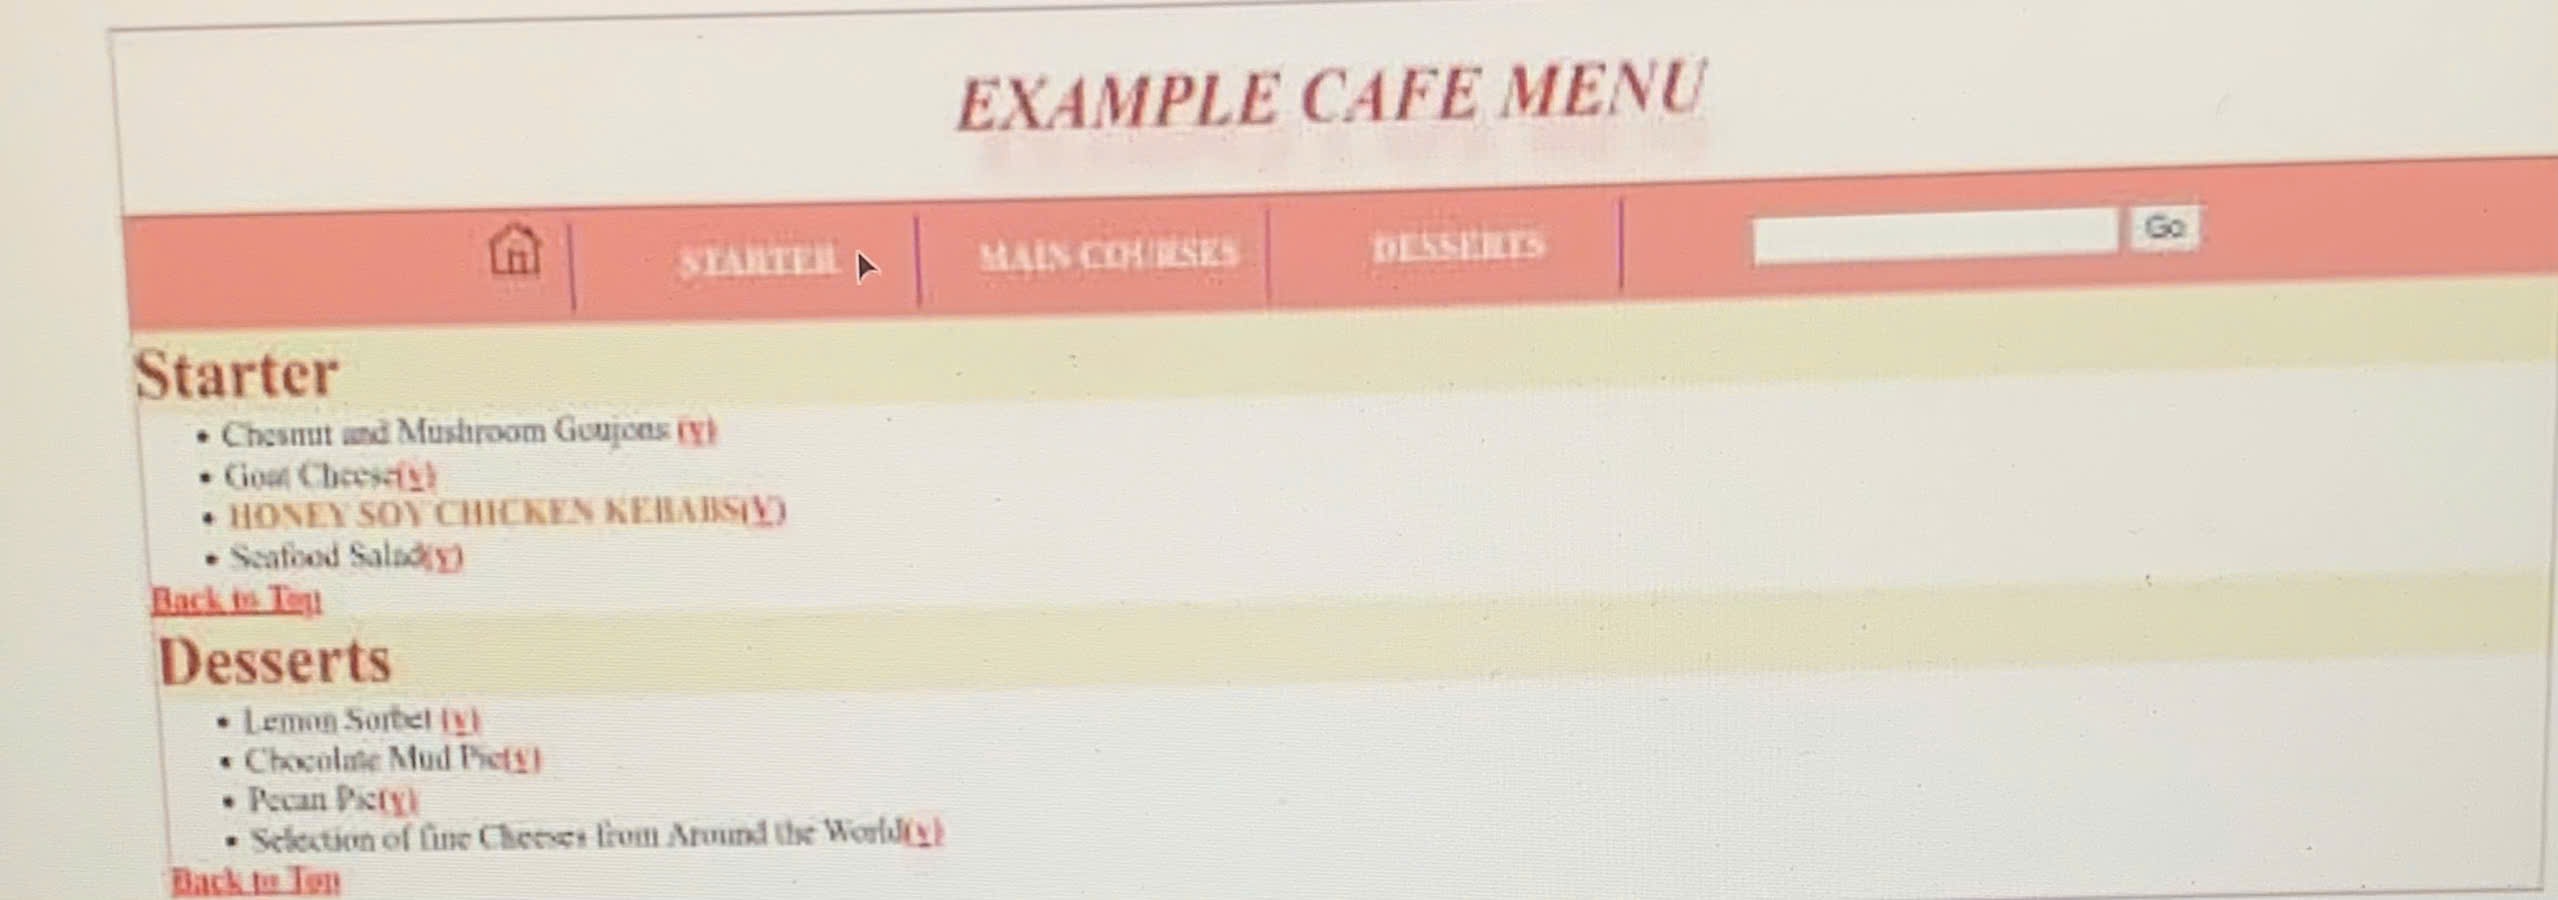 EXAMPLE CAFE MENU
STARTER MAIN COURSES DESSERTS Go
Starter
• Chesnut and Mushroom Goujons (v)
• Goat Cheese(v)
• HONEY SOY CHICKEN KEBABS(V)
• Seafood Salad(v)
Back to Top
Desserts
• Lemon Sorbet (v)
• Chocolate Mud Pie(v)
• Pecan Pie(v)
• Selection of fine Cheeses from Around the World(v)
Back to Top